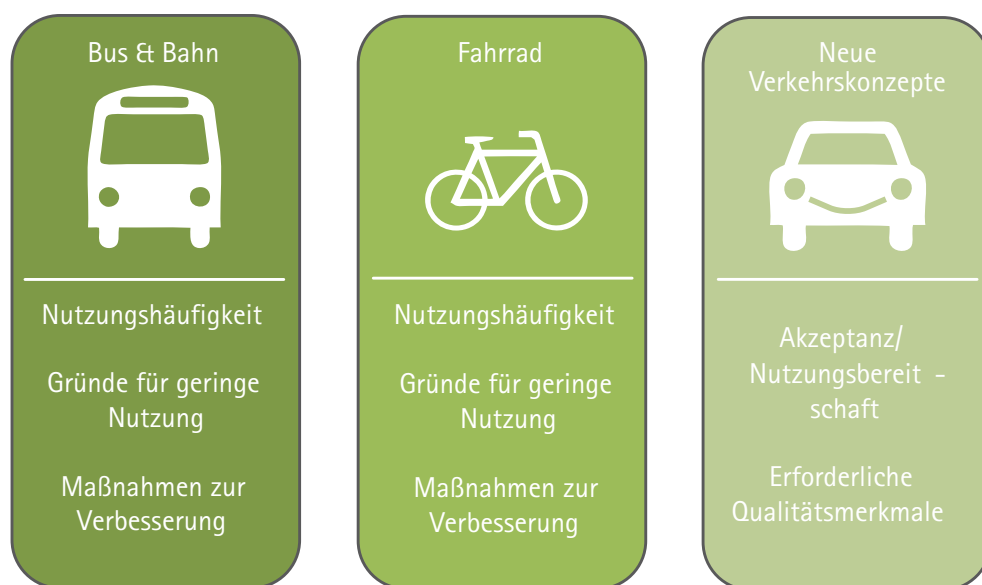 Bus & Bahn
Nutzungshäufigkeit
Gründe für geringe
Nutzung
Maßnahmen zur
Verbesserung
Fahrrad
Nutzungshäufigkeit
Gründe für geringe
Nutzung
Maßnahmen zur
Verbesserung
Neue
Verkehrskonzepte
Akzeptanz/
Nutzungsbereit -
schaft
Erforderliche
Qualitätsmerkmale